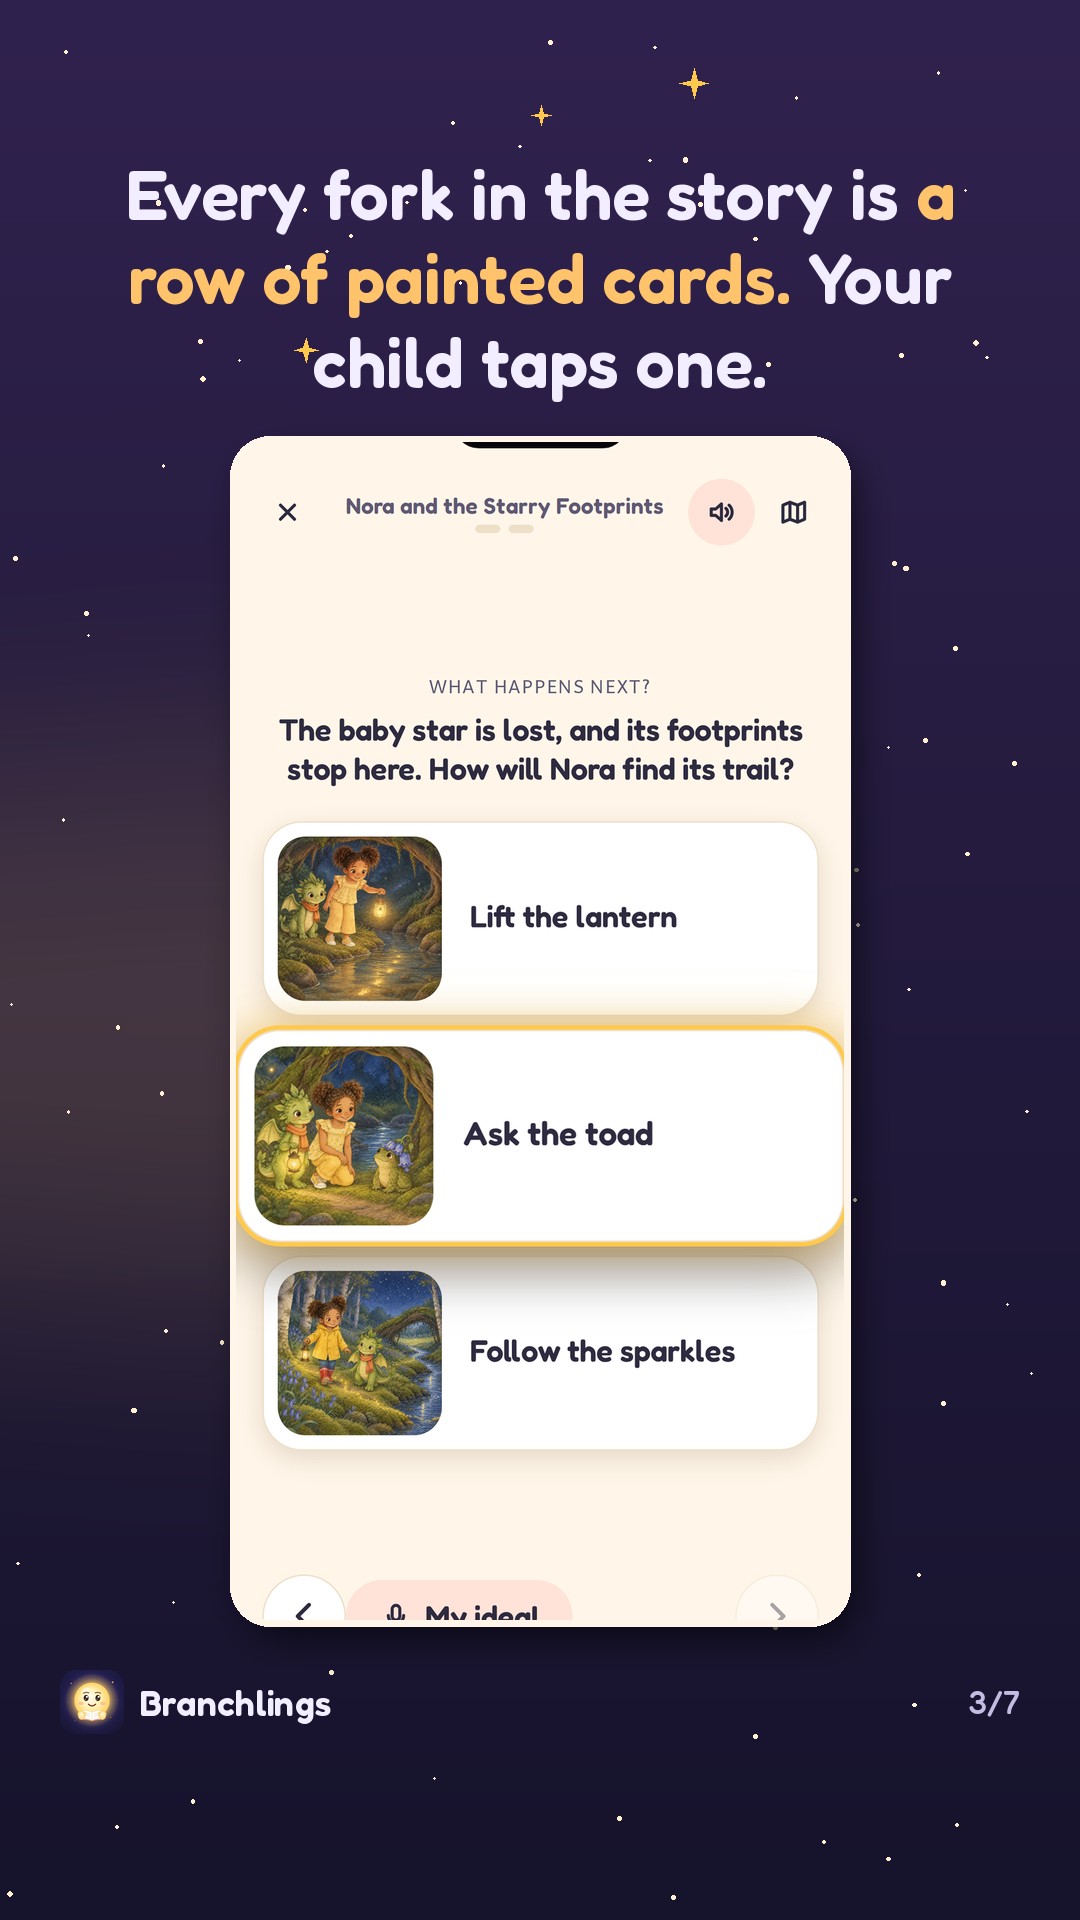 Every fork in the story is a
row of painted cards. Your
child taps one.
Nora and the Starry Footprints
WHAT HAPPENS NEXT?
The baby star is lost, and its footprints
stop here. How will Nora find its trail?
Lift the lantern
Ask the toad
Follow the sparkles
My idea!
Branchlings
3/7